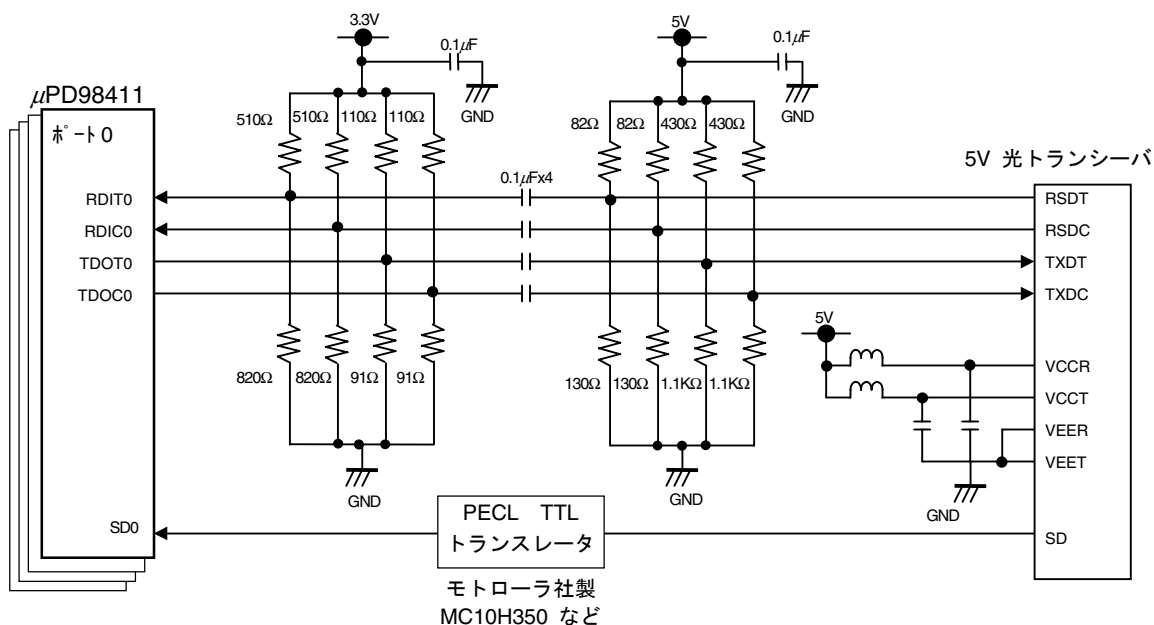 3.3V
0.1μF
GND
5V
0.1μF
GND
μPD98411
ポート0
510Ω 510Ω 110Ω 110Ω
82Ω 82Ω 430Ω 430Ω
5V 光トランシーバ
0.1μFx4
RDIT0
RDIC0
TDOT0
TDOC0
RSDT
RSDC
TXDT
TXDC
5V
820Ω 820Ω 91Ω 91Ω
130Ω 130Ω 1.1KΩ 1.1KΩ
VCCR
VCCT
VEER
VEET
GND
GND
GND
SD0
PECL TTL
トランスレータ
SD
モトローラ社製
MC10H350 など